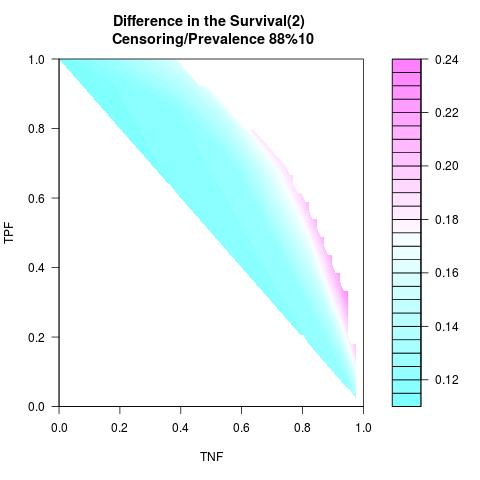 Difference in the Survival(2)
Censoring/Prevalence 88%10
1.0
0.8
0.6
0.4
0.2
0.0
TPF
0.0 0.2 0.4 0.6 0.8 1.0
TNF
0.24
0.22
0.20
0.18
0.16
0.14
0.12